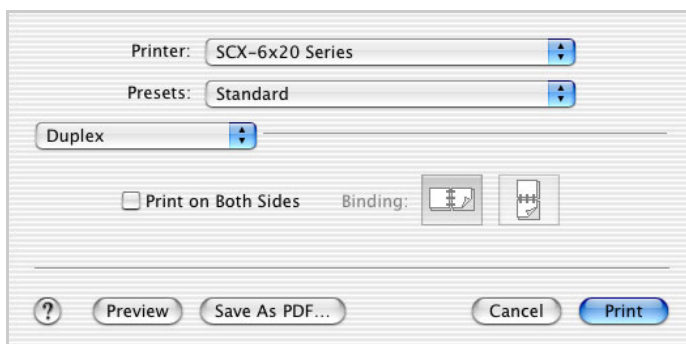 Printer: SCX-6x20 Series
Presets: Standard
Duplex
Print on Both Sides Binding:
? Preview Save As PDF... Cancel Print